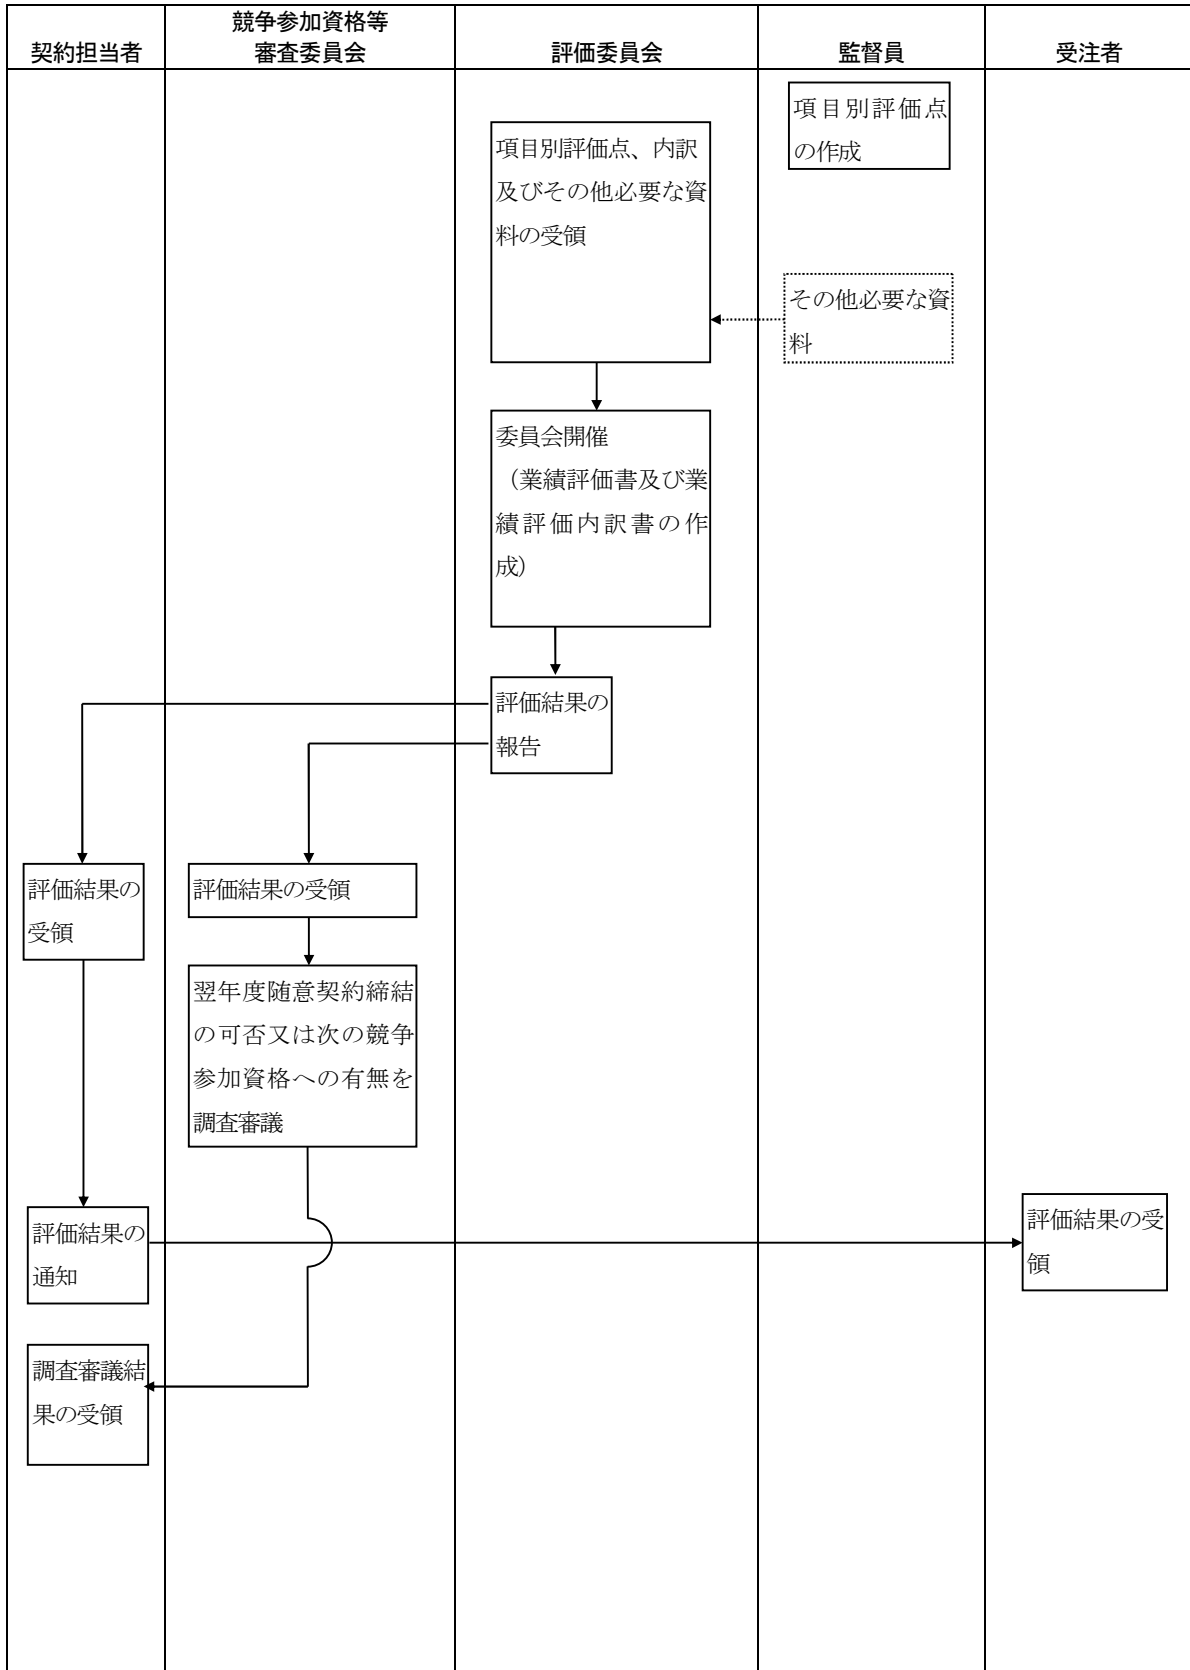 契約担当者
競争参加資格等
審査委員会
評価委員会
監督員
受注者
項目別評価点
の作成
項目別評価点、内訳
及びその他必要な資
料の受領
その他必要な資
料
委員会開催
（業績評価書及び業
績評価内訳書の作
成）
評価結果の
報告
評価結果の
受領
評価結果の受領
翌年度随意契約締結
の可否又は次の競争
参加資格への有無を
調査審議
評価結果の
通知
評価結果の受
領
調査審議結
果の受領